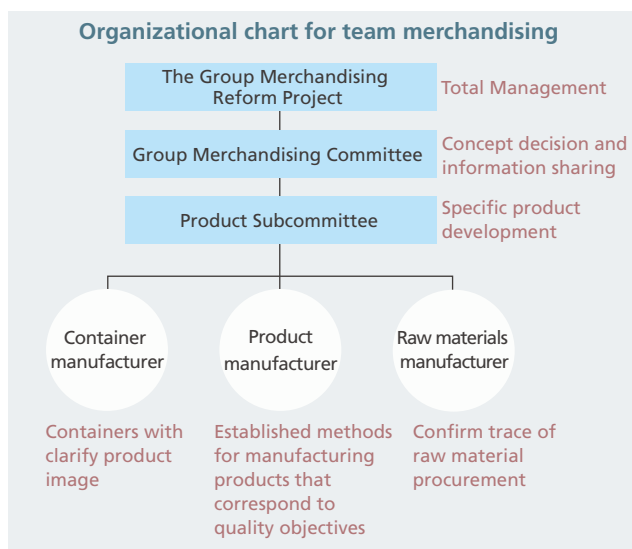 Organizational chart for team merchandising
The Group Merchandising
Reform Project
Total Management
Group Merchandising Committee
Concept decision and
information sharing
Product Subcommittee
Specific product
development
Container
manufacturer
Product
manufacturer
Raw materials
manufacturer
Containers with
clarify product
image
Established methods
for manufacturing
products that
correspond to
quality objectives
Confirm trace of
raw material
procurement